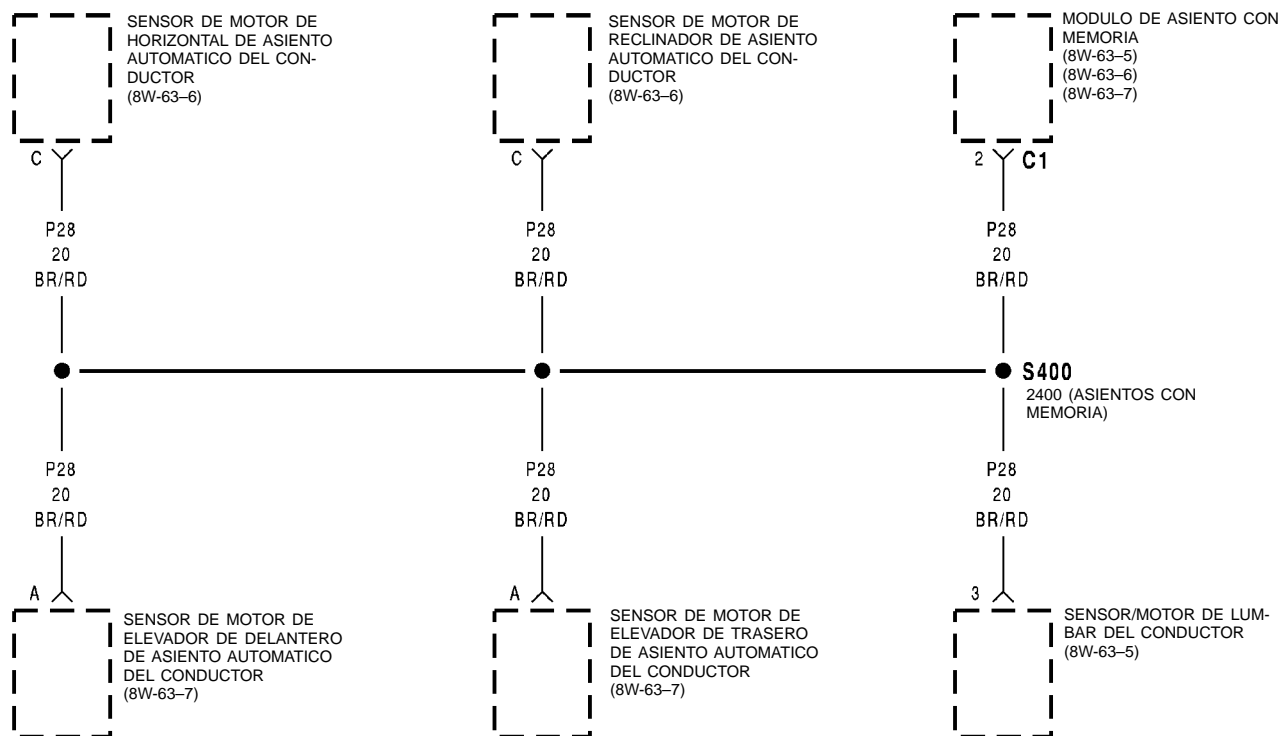 SENSOR DE MOTOR DE
HORIZONTAL DE ASIENTO
AUTOMATICO DEL CON-
DUCTOR
(8W-63–6)
SENSOR DE MOTOR DE
RECLINADOR DE ASIENTO
AUTOMATICO DEL CON-
DUCTOR
(8W-63–6)
MODULO DE ASIENTO CON
MEMORIA
(8W-63–5)
(8W-63–6)
(8W-63–7)
C
C
2 C1
P28
20
BR/RD
P28
20
BR/RD
P28
20
BR/RD
S400
2400 (ASIENTOS CON
MEMORIA)
P28
20
BR/RD
P28
20
BR/RD
P28
20
BR/RD
A
A
3
SENSOR DE MOTOR DE
ELEVADOR DE DELANTERO
DE ASIENTO AUTOMATICO
DEL CONDUCTOR
(8W-63–7)
SENSOR DE MOTOR DE
ELEVADOR DE TRASERO
DE ASIENTO AUTOMATICO
DEL CONDUCTOR
(8W-63–7)
SENSOR/MOTOR DE LUM-
BAR DEL CONDUCTOR
(8W-63–5)